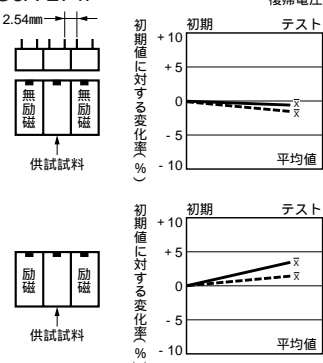 復帰電圧
2.54mm
無励磁
無励磁
供試試料
初期値に対する変化率(%)
初期
テスト
+10
+5
0
-5
-10
x̄
x̄
平均値
励磁
励磁
供試試料
初期値に対する変化率(%
初期
テスト
+10
+5
0
-5
-10
x̄
x̄
平均値